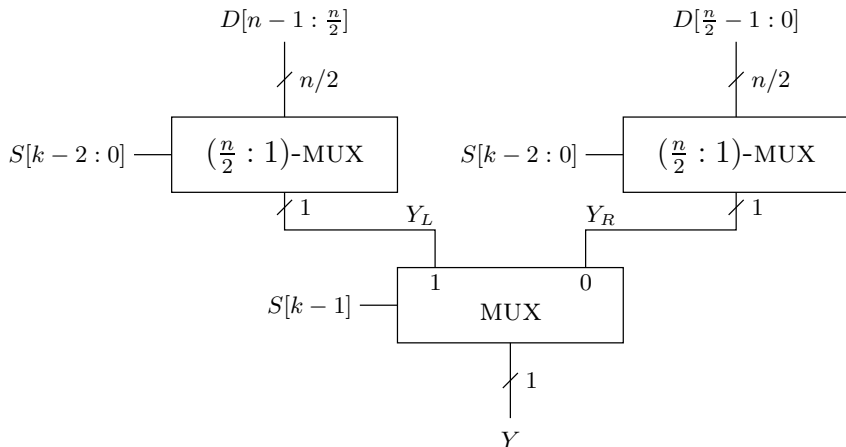 D[n − 1 : n/2] D[n/2 − 1 : 0]
n/2 n/2
S[k − 2 : 0] (n/2 : 1)-MUX S[k − 2 : 0] (n/2 : 1)-MUX
1 1
Y_L Y_R
1 0
S[k − 1] MUX
1
Y